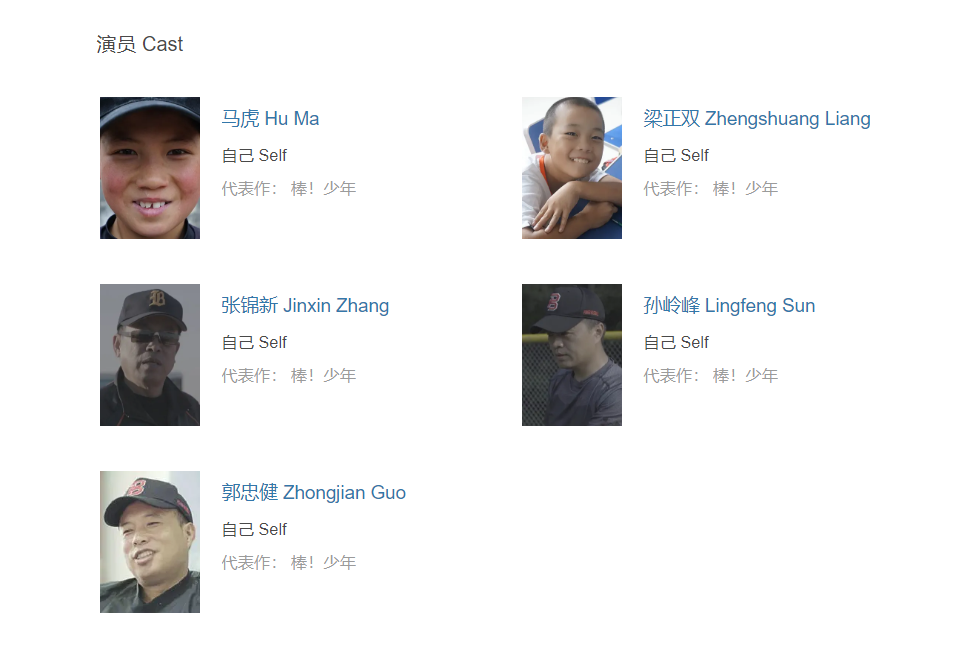 演员 Cast
马虎 Hu Ma
自己 Self
代表作： 棒！少年
梁正双 Zhengshuang Liang
自己 Self
代表作： 棒！少年
张锦新 Jinxin Zhang
自己 Self
代表作： 棒！少年
孙岭峰 Lingfeng Sun
自己 Self
代表作： 棒！少年
郭忠健 Zhongjian Guo
自己 Self
代表作： 棒！少年